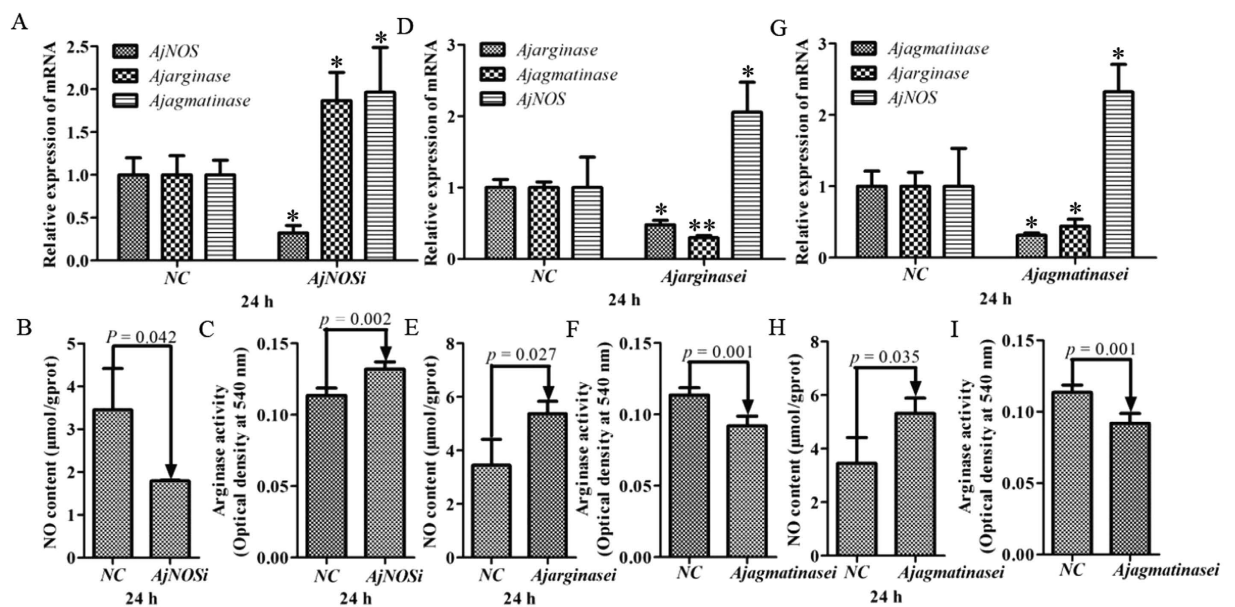 A
Relative expression of mRNA
2.5
2.0
1.5
1.0
0.5
0.0
AjNOS
Ajarginase
Ajagmatinase
*
*
*
NC
AjNOSi
24 h
D
Relative expression of mRNA
3
2
1
0
Ajarginase
Ajagmatinase
AjNOS
*
**
*
NC
Ajarginasei
24 h
G
Relative expression of mRNA
3
2
1
0
Ajagmatinase
Ajarginase
AjNOS
*
*
*
NC
Ajagmatinasei
24 h
B
NO content (μmol/gprot)
5
4
3
2
1
0
p = 0.042
NC
AjNOSi
24 h
C
Arginase activity
(Optical density at 540 nm)
0.15
0.10
0.05
0.00
p = 0.002
NC
AjNOSi
24 h
E
NO content (μmol/gprot)
8
6
4
2
0
p = 0.027
NC
Ajarginasei
24 h
F
Arginase activity
(Optical density at 540 nm)
0.15
0.10
0.05
0.00
p = 0.001
NC
Ajagmatinasei
H
NO content (μmol/gprot)
8
6
4
2
0
p = 0.035
NC
Ajagmatinasei
24 h
I
Arginase activity
(Optical density at 540 nm)
0.15
0.10
0.05
0.00
p = 0.001
NC
Ajagmatinasei